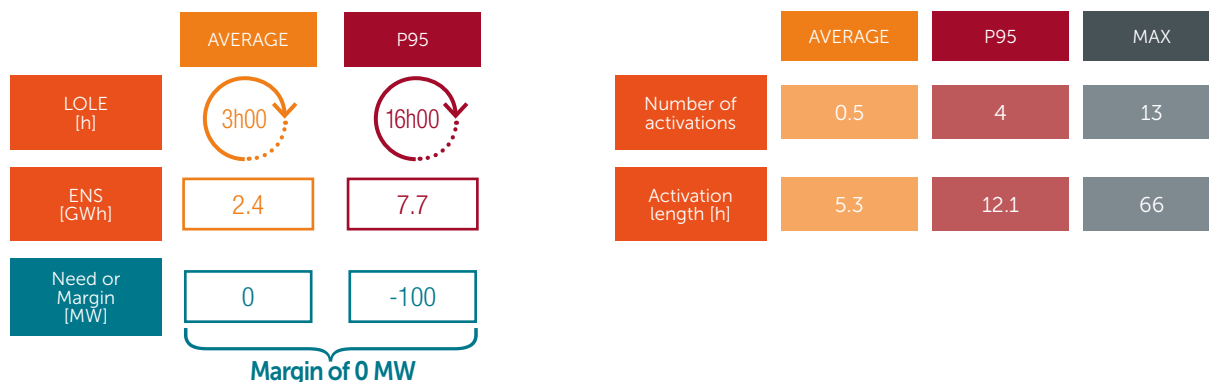 AVERAGE P95
LOLE
[h]
3h00 16h00
ENS
[GWh]
2.4 7.7
Need or
Margin
[MW]
0 -100
Margin of 0 MW
AVERAGE P95 MAX
Number of
activations
0.5 4 13
Activation
length [h]
5.3 12.1 66